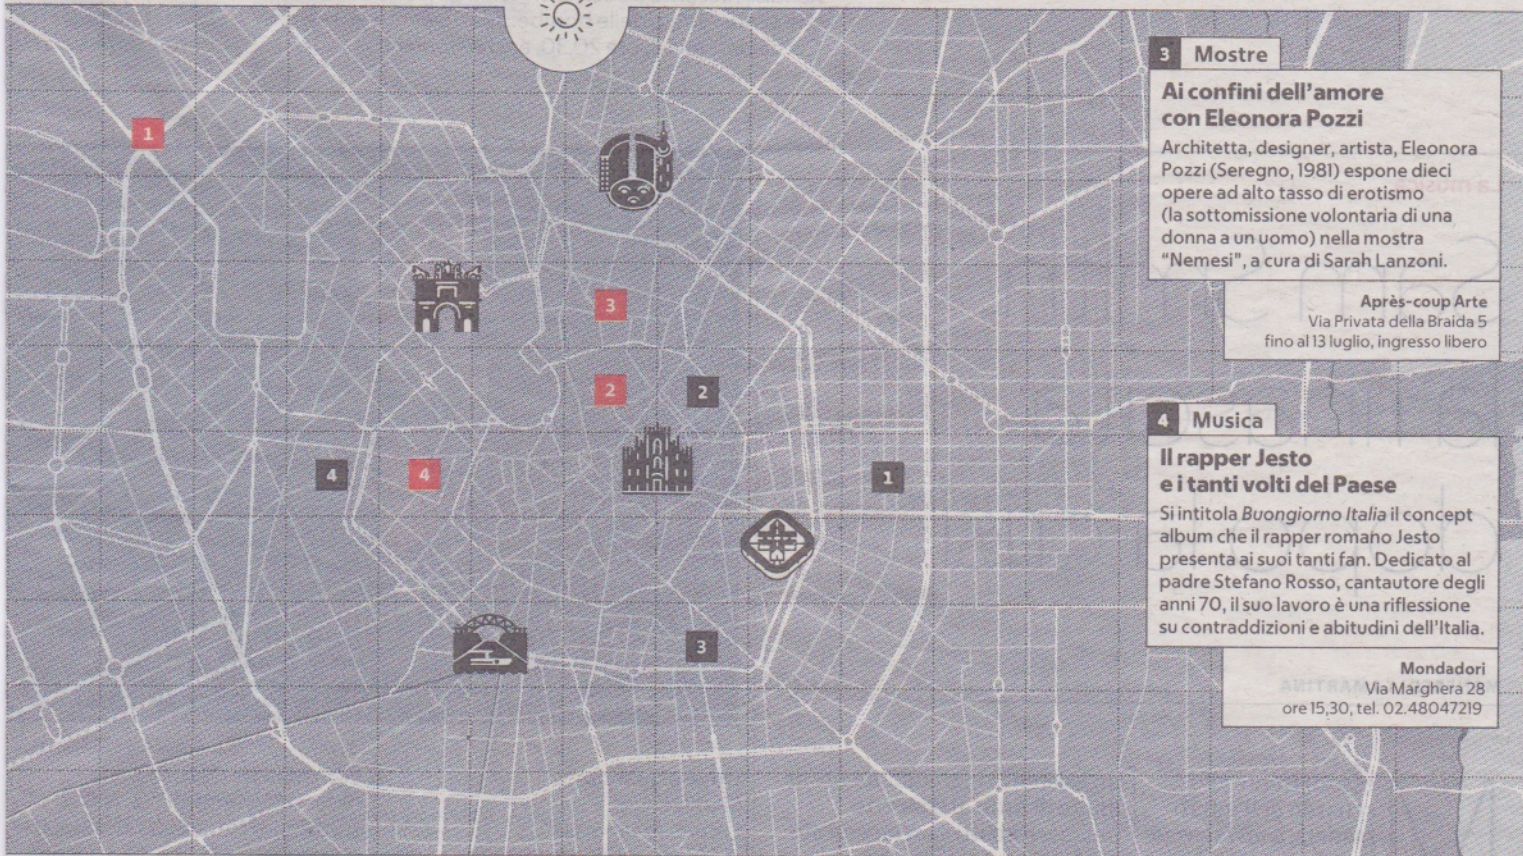 1
3
2
2
4
4
1
3
3 Mostre
Ai confini dell'amore
con Eleonora Pozzi
Architetta, designer, artista, Eleonora
Pozzi (Seregno, 1981) espone dieci
opere ad alto tasso di erotismo
(la sottomissione volontaria di una
donna a un uomo) nella mostra
"Nemesi", a cura di Sarah Lanzoni.
Après-coup Arte
Via Privata della Braida 5
fino al 13 luglio, ingresso libero
4 Musica
Il rapper Jesto
e i tanti volti del Paese
Si intitola Buongiorno Italia il concept
album che il rapper romano Jesto
presenta ai suoi tanti fan. Dedicato al
padre Stefano Rosso, cantautore degli
anni 70, il suo lavoro è una riflessione
su contraddizioni e abitudini dell'Italia.
Mondadori
Via Marghera 28
ore 15,30, tel. 02.48047219